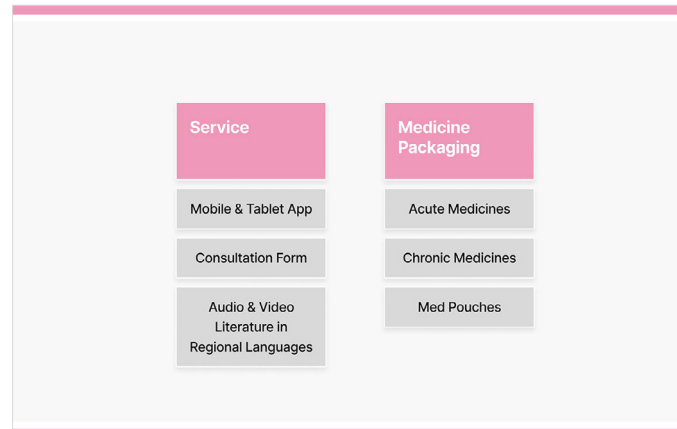 Service
Mobile & Tablet App
Consultation Form
Audio & Video
Literature in
Regional Languages
Medicine
Packaging
Acute Medicines
Chronic Medicines
Med Pouches